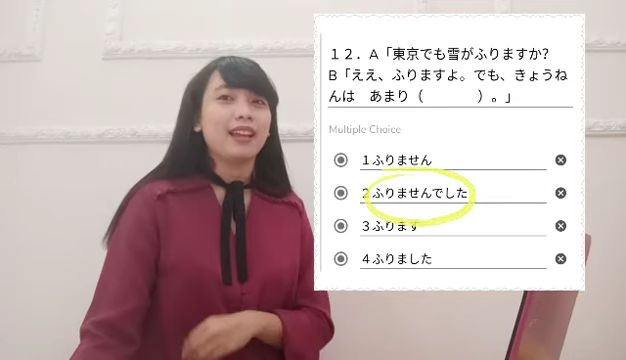 12．A「東京でも雪がふりますか？
B「ええ、ふりますよ。でも、きょうね
んは　あまり（　　　　）。」
Multiple Choice
1ふりません
2ふりませんでした
3ふります
4ふりました